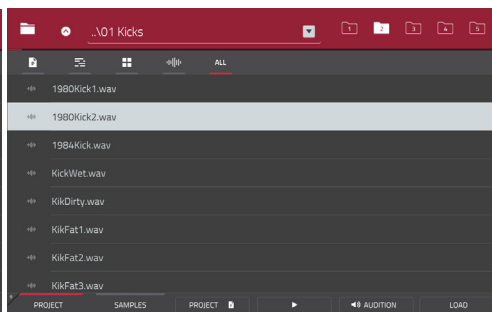 ..\01 Kicks
1 2 3 4 5
ALL
1980Kick1.wav
1980Kick2.wav
1984Kick.wav
KickWet.wav
KikDirty.wav
KikFat1.wav
KikFat2.wav
KikFat3.wav
PROJECT SAMPLES PROJECT AUDITION LOAD